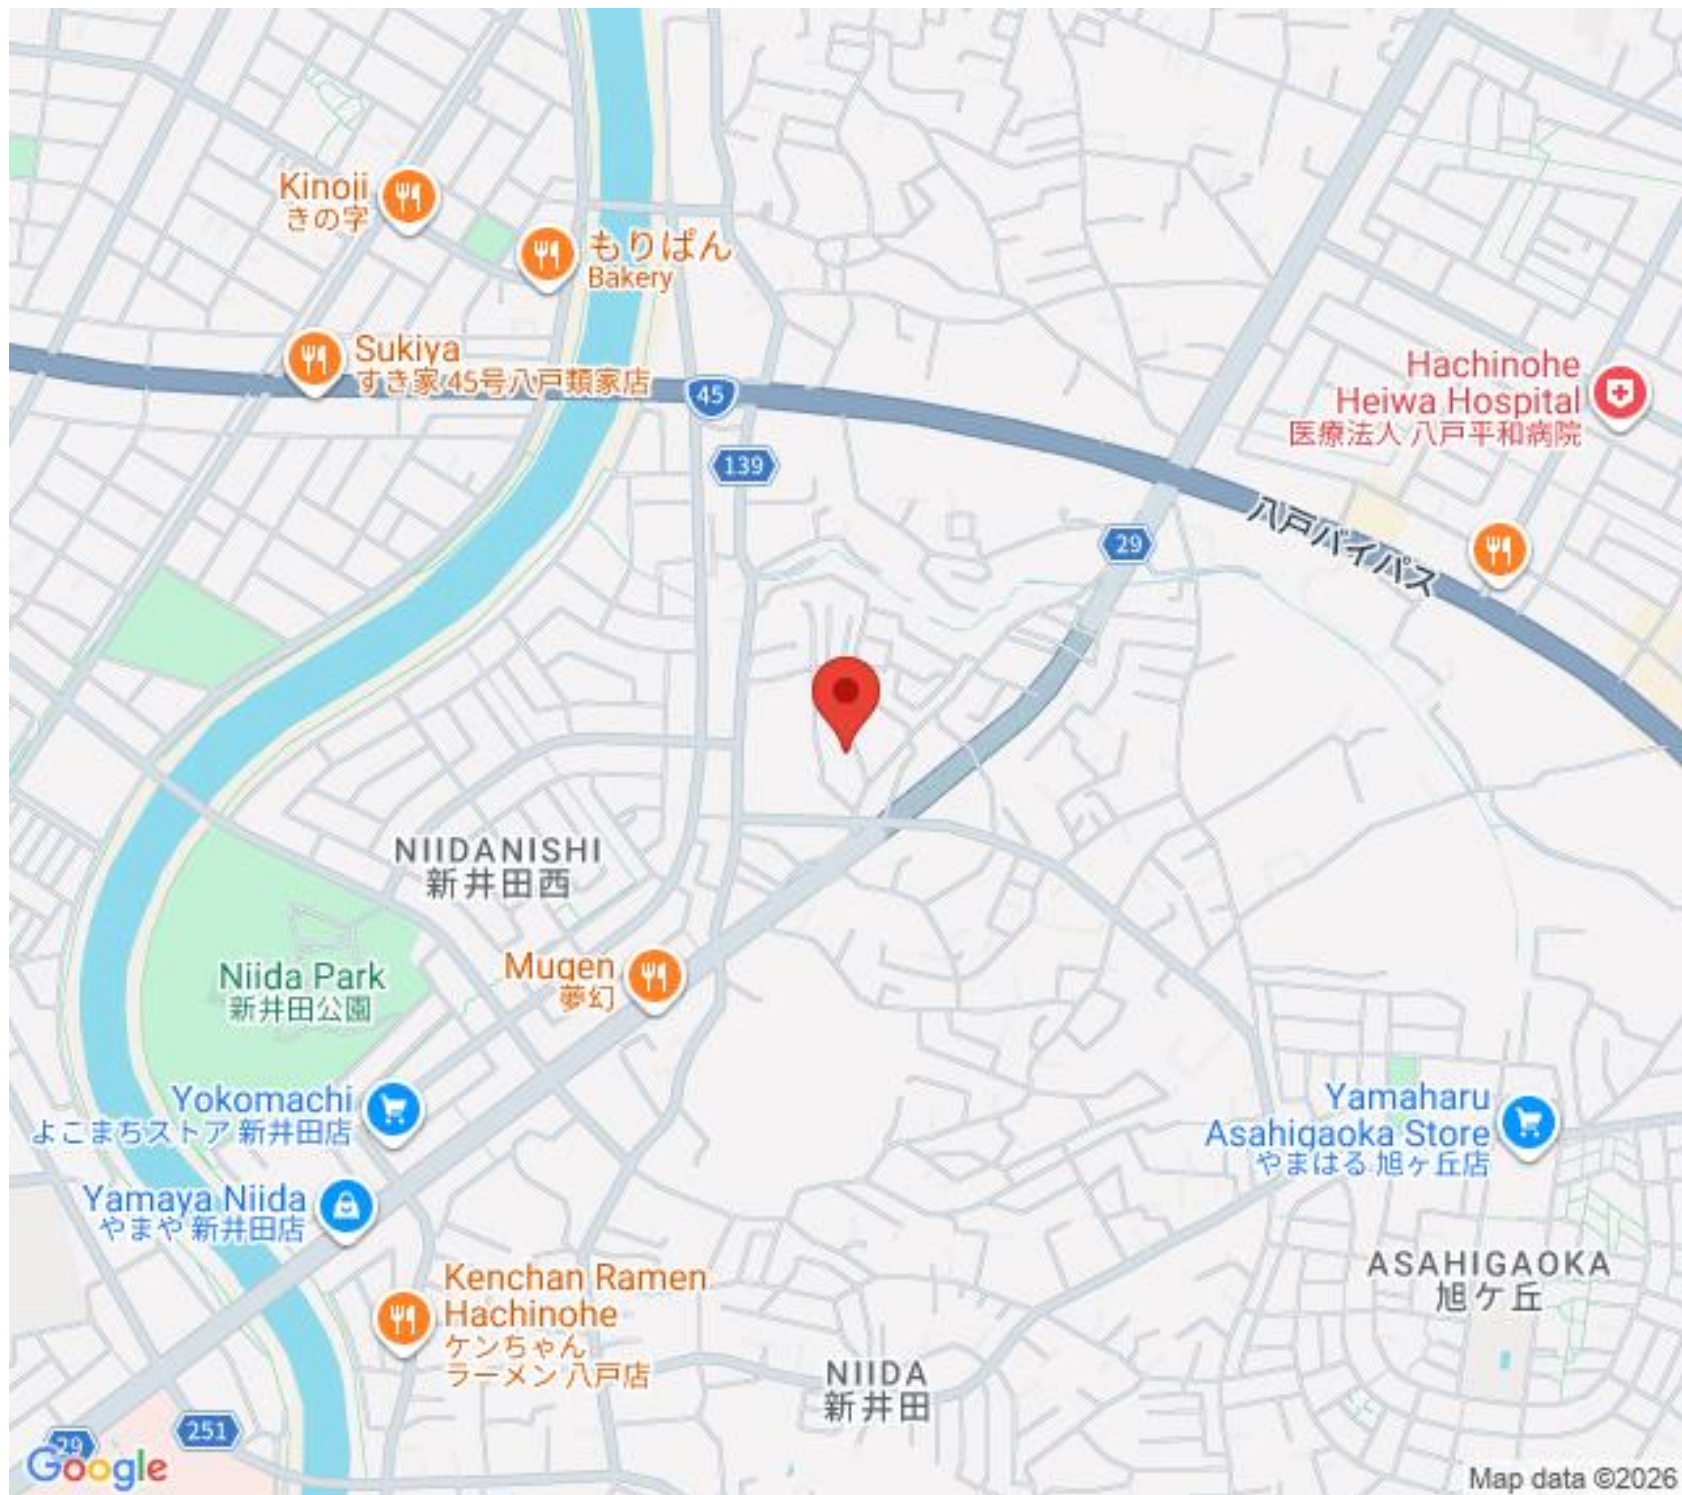 Kinoji
きの字
もりぱん
Bakery
Sukiya
すき家 45号八戸類家店
45
139
Hachinohe
Heiwa Hospital
医療法人 八戸平和病院
八戸バイパス
29
NIIDANISHI
新井田西
Niida Park
新井田公園
Mugen
夢幻
Yokomachi
よこまちストア 新井田店
Yamaya Niida
やまや 新井田店
Yamaharu
Asahigaoka Store
やまはる 旭ヶ丘店
Kenchan Ramen
Hachinohe
ケンちゃん
ラーメン 八戸店
ASAHIGAOKA
旭ケ丘
NIIDA
新井田
251
29
Google
Map data ©2026